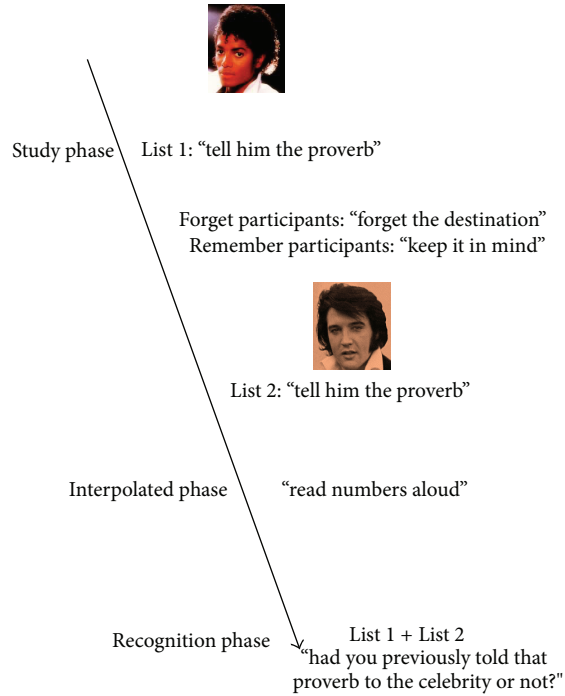 Study phase
List 1: “tell him the proverb”
Forget participants: “forget the destination”
Remember participants: “keep it in mind”
List 2: “tell him the proverb”
Interpolated phase
“read numbers aloud”
Recognition phase
List 1 + List 2
“had you previously told that
proverb to the celebrity or not?"